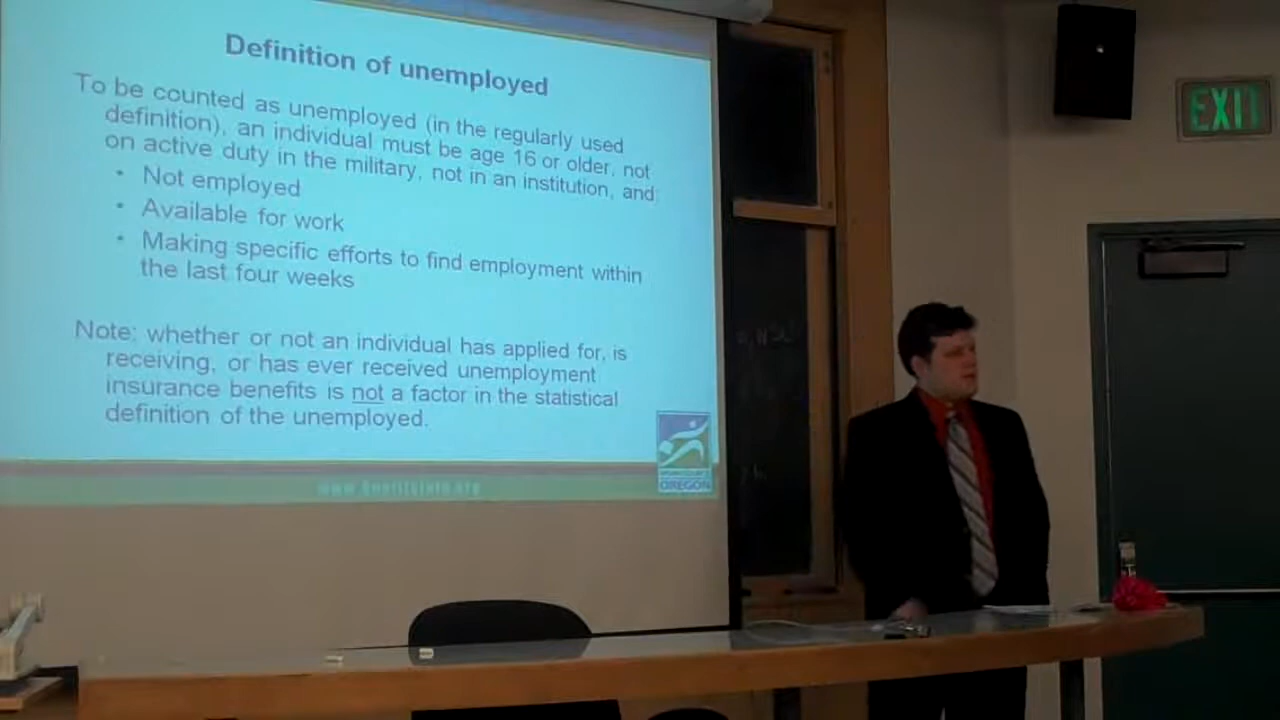 Definition of unemployed
To be counted as unemployed (in the regularly used
definition), an individual must be age 16 or older, not
on active duty in the military, not in an institution, and:
• Not employed
• Available for work
• Making specific efforts to find employment within
the last four weeks
Note: whether or not an individual has applied for, is
receiving, or has ever received unemployment
insurance benefits is not a factor in the statistical
definition of the unemployed.
OREGON
EXIT